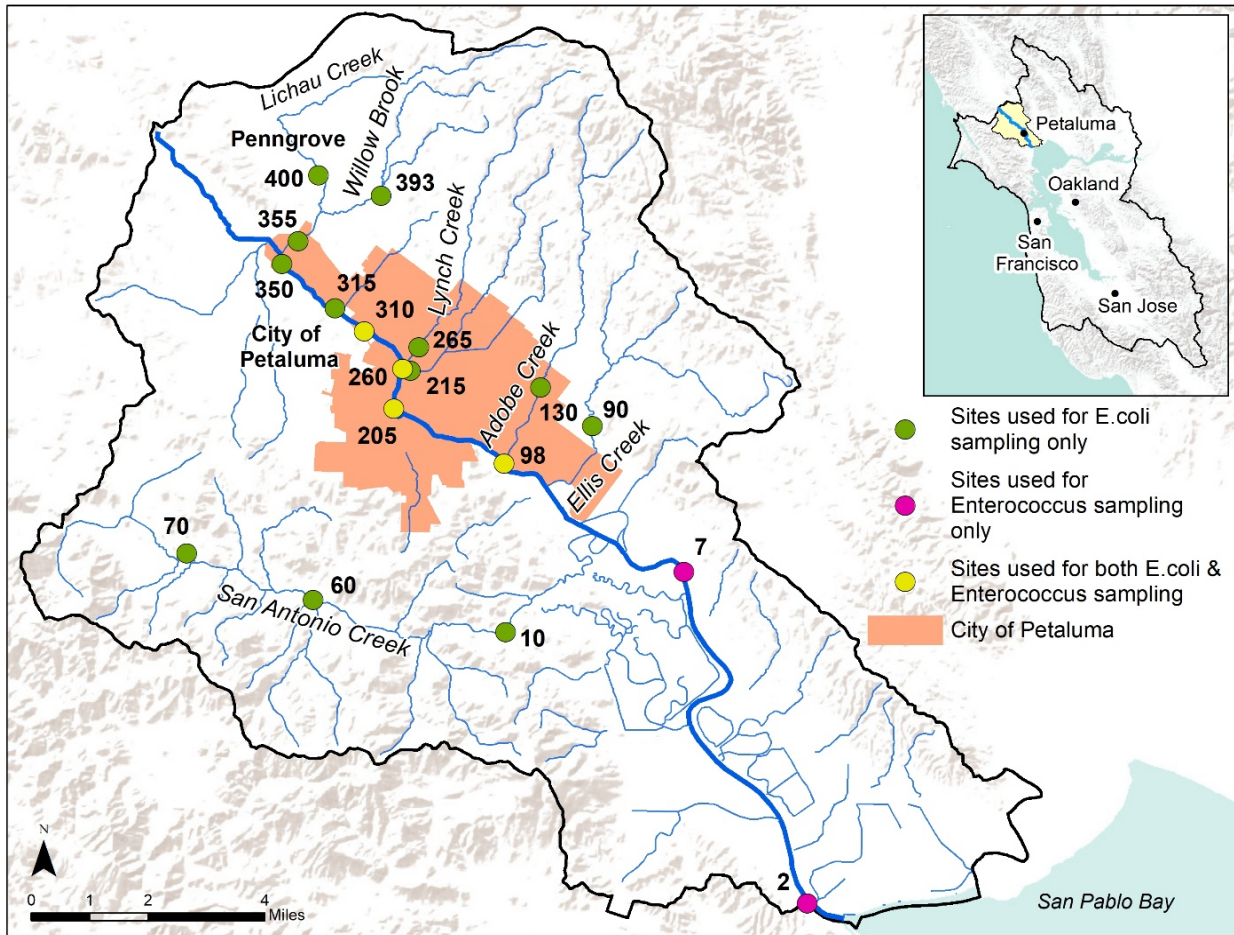 Lichau Creek
Willow Brook
Penngrove
400
393
355
Lynch Creek
350
315
310
City of
Petaluma
265
260
215
Adobe Creek
205
130
90
98
Ellis Creek
70
60
San Antonio Creek
10
7
2
San Pablo Bay
N
0
1
2
4
Miles
Petaluma
Oakland
San
Francisco
San Jose
Sites used for E.coli
sampling only
Sites used for
Enterococcus sampling
only
Sites used for both E.coli &
Enterococcus sampling
City of Petaluma